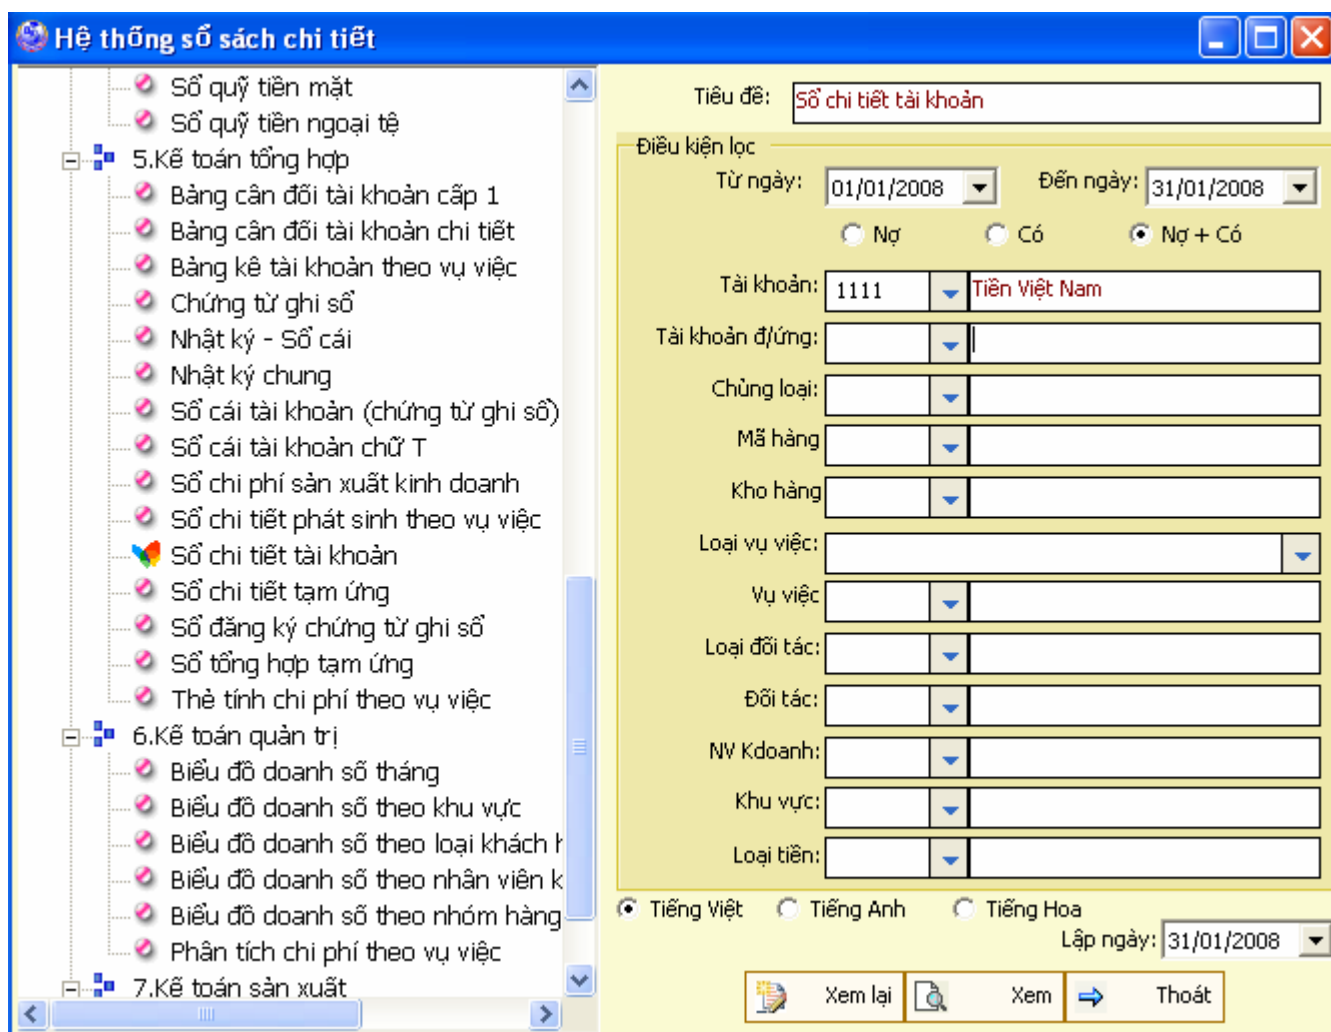 Hệ thống sổ sách chi tiết
Sổ quỹ tiền mặt
Sổ quỹ tiền ngoại tệ
5.Kế toán tổng hợp
Bảng cân đối tài khoản cấp 1
Bảng cân đối tài khoản chi tiết
Bảng kê tài khoản theo vụ việc
Chứng từ ghi sổ
Nhật ký - Sổ cái
Nhật ký chung
Sổ cái tài khoản (chứng từ ghi sổ)
Sổ cái tài khoản chữ T
Sổ chi phí sản xuất kinh doanh
Sổ chi tiết phát sinh theo vụ việc
Sổ chi tiết tài khoản
Sổ chi tiết tạm ứng
Sổ đăng ký chứng từ ghi sổ
Sổ tổng hợp tạm ứng
Thẻ tính chi phí theo vụ việc
6.Kế toán quản trị
Biểu đồ doanh số tháng
Biểu đồ doanh số theo khu vực
Biểu đồ doanh số theo loại khách h
Biểu đồ doanh số theo nhân viên k
Biểu đồ doanh số theo nhóm hàng
Phân tích chi phí theo vụ việc
7.Kế toán sản xuất
Tiêu đề: Sổ chi tiết tài khoản
Điều kiện lọc
Từ ngày: 01/01/2008 Đến ngày: 31/01/2008
Nợ Có Nợ + Có
Tài khoản: 1111 Tiền Việt Nam
Tài khoản đ/ứng:
Chủng loại:
Mã hàng
Kho hàng
Loại vụ việc:
Vụ việc
Loại đối tác:
Đối tác:
NV Kdoanh:
Khu vực:
Loại tiền:
Tiếng Việt Tiếng Anh Tiếng Hoa
Lập ngày: 31/01/2008
Xem lại Xem Thoát